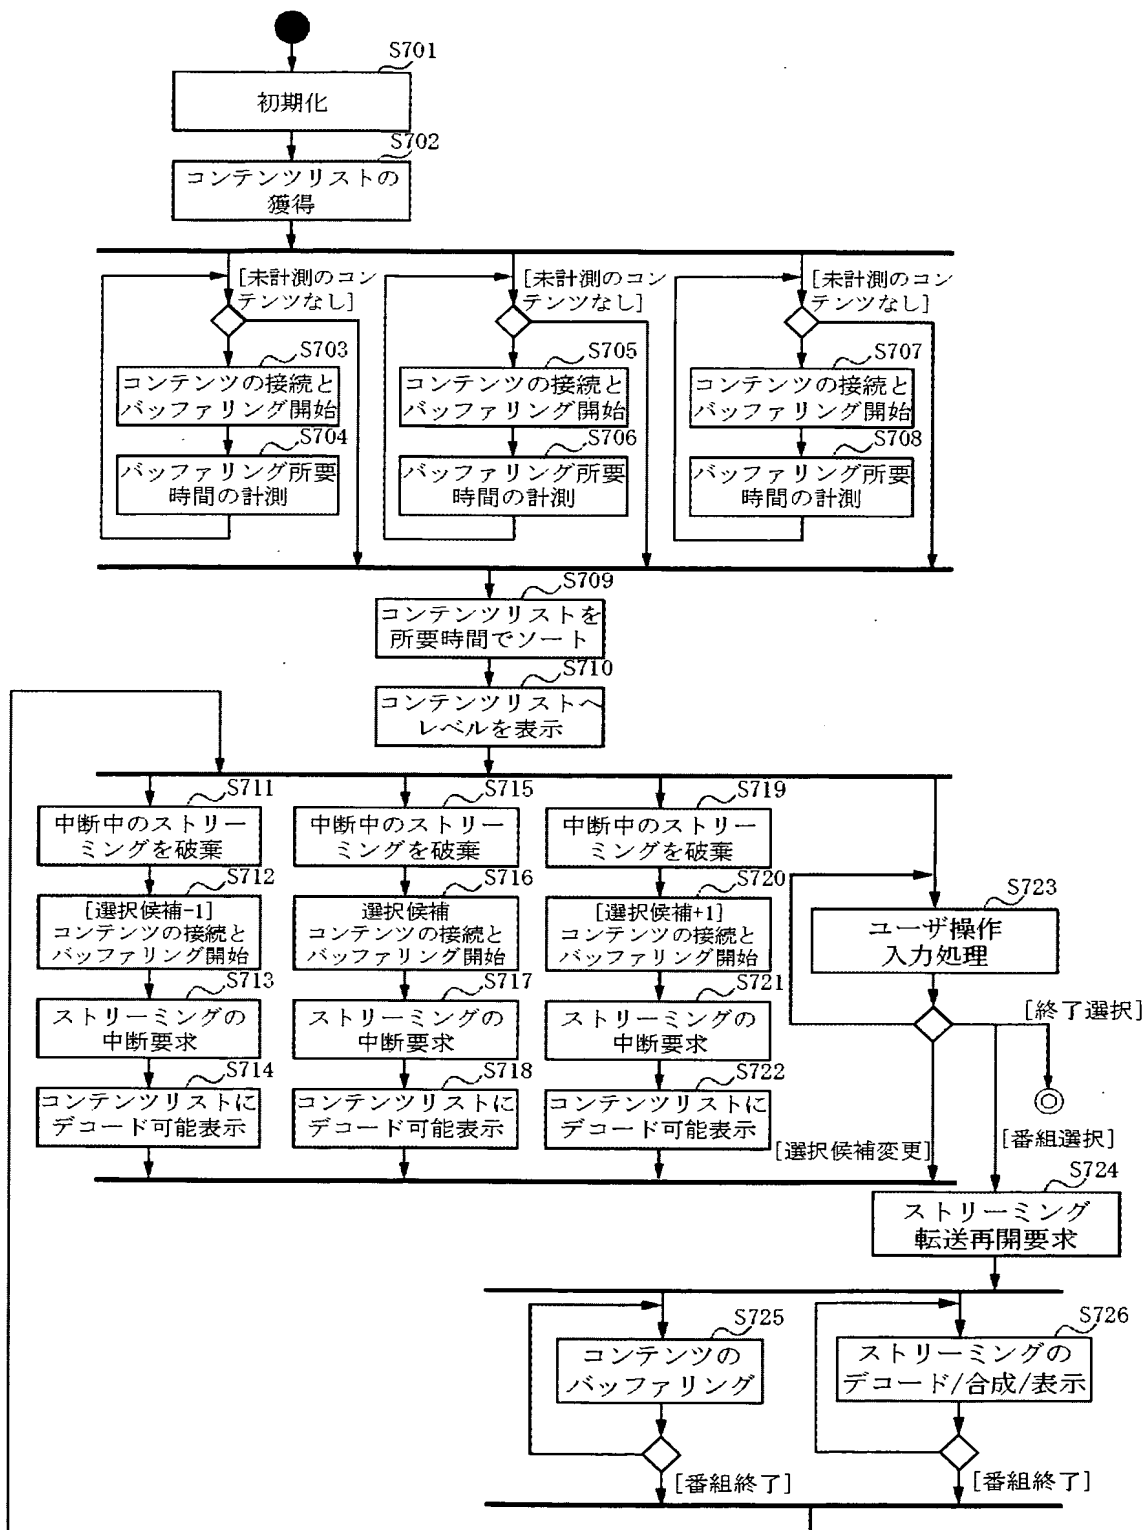 S701
初期化
S702
コンテンツリストの
獲得
[未計測のコン
テンツなし]
[未計測のコン
テンツなし]
[未計測のコン
テンツなし]
S703
コンテンツの接続と
バッファリング開始
S705
コンテンツの接続と
バッファリング開始
S707
コンテンツの接続と
バッファリング開始
S704
バッファリング所要
時間の計測
S706
バッファリング所要
時間の計測
S708
バッファリング所要
時間の計測
S709
コンテンツリストを
所要時間でソート
S710
コンテンツリストへ
レベルを表示
S711
中断中のストリー
ミングを破棄
S715
中断中のストリー
ミングを破棄
S719
中断中のストリー
ミングを破棄
S712
[選択候補-1]
コンテンツの接続と
バッファリング開始
S716
選択候補
コンテンツの接続と
バッファリング開始
S720
[選択候補+1]
コンテンツの接続と
バッファリング開始
S723
ユーザ操作
入力処理
S713
ストリーミングの
中断要求
S717
ストリーミングの
中断要求
S721
ストリーミングの
中断要求
[終了選択]
S714
コンテンツリストに
デコード可能表示
S718
コンテンツリストに
デコード可能表示
S722
コンテンツリストに
デコード可能表示
[選択候補変更]
[番組選択]
S724
ストリーミング
転送再開要求
S725
コンテンツの
バッファリング
S726
ストリーミングの
デコード/合成/表示
[番組終了]
[番組終了]